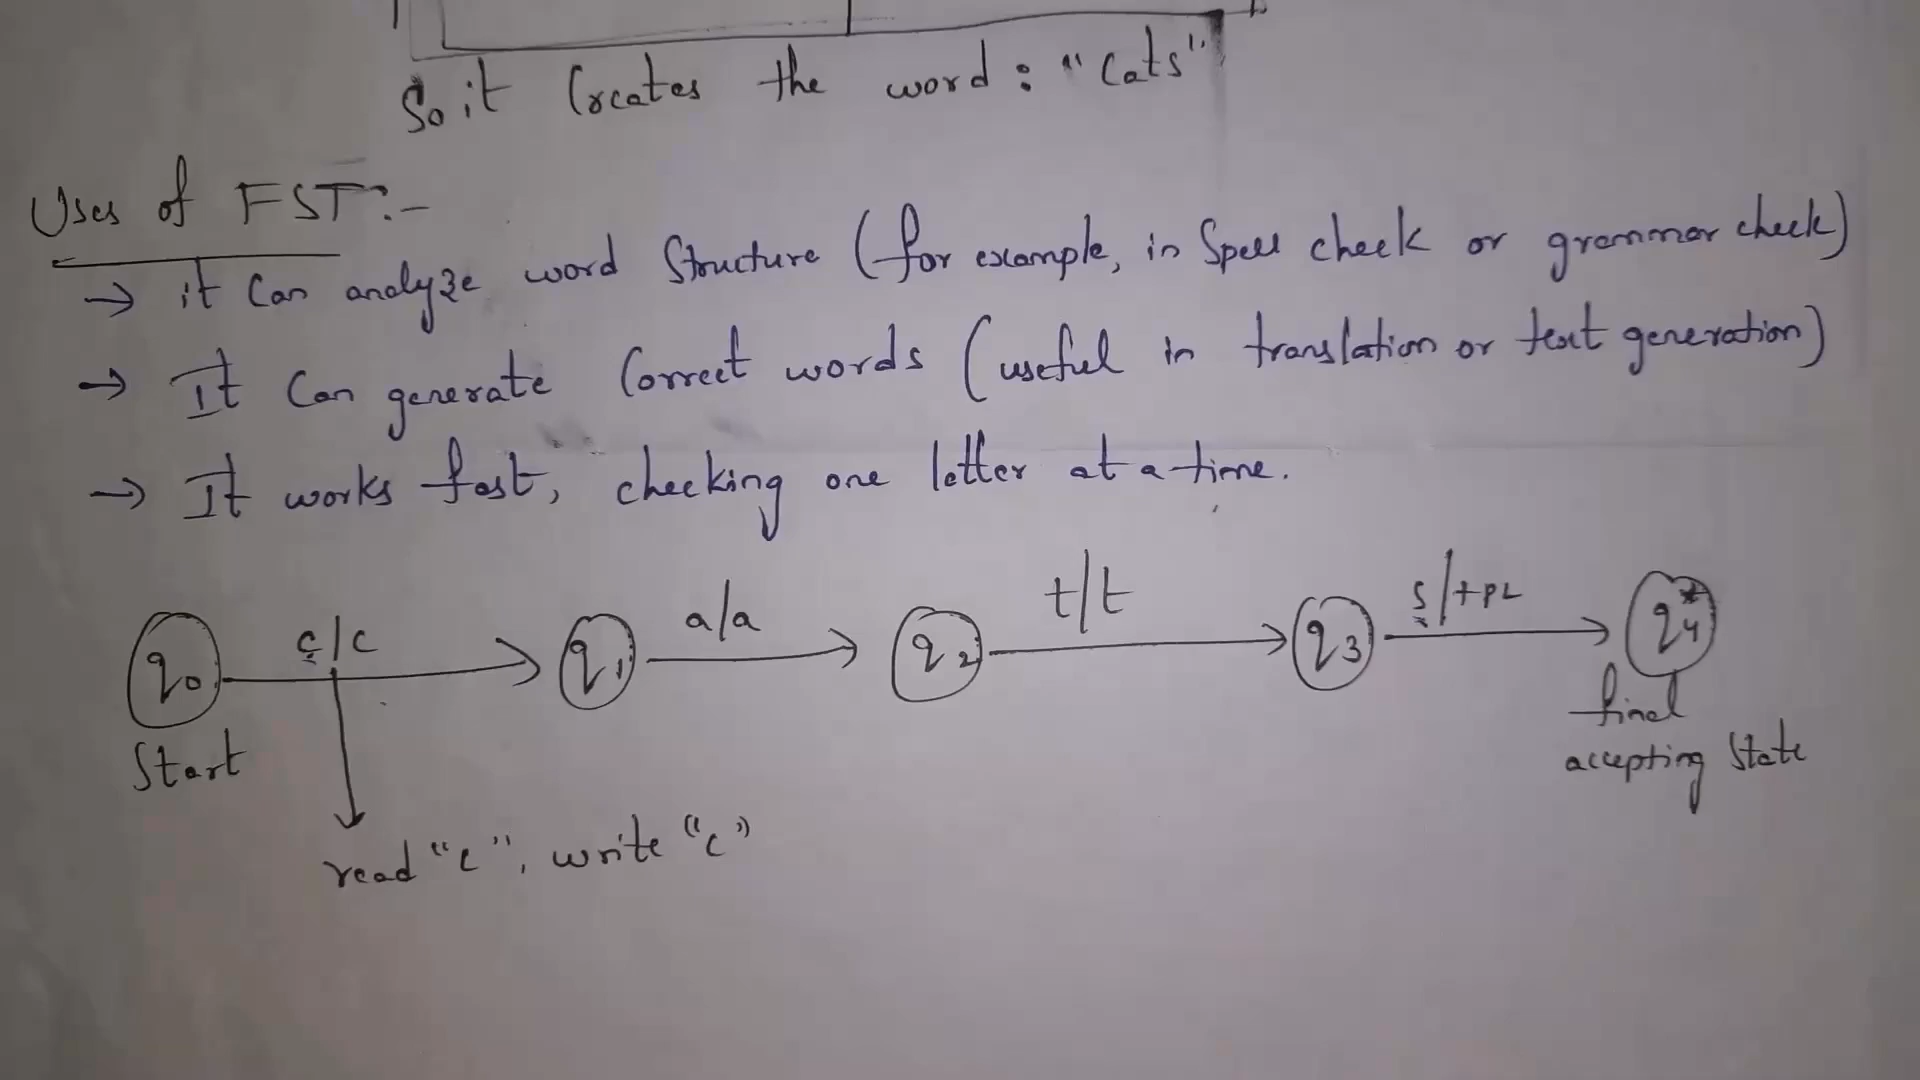 So it Creates the word : "Cats"
Uses of FST:-
→ it Can analyze word Structure (for example, in Spell check or grammar check)
→ It Can generate Correct words (useful in translation or text generation)
→ It works fast, checking one letter at a time.
c/c a/a t/t s/+PL
q0 q1 q2 q3 q4*
Start
final
accepting State
read "c", write "c"